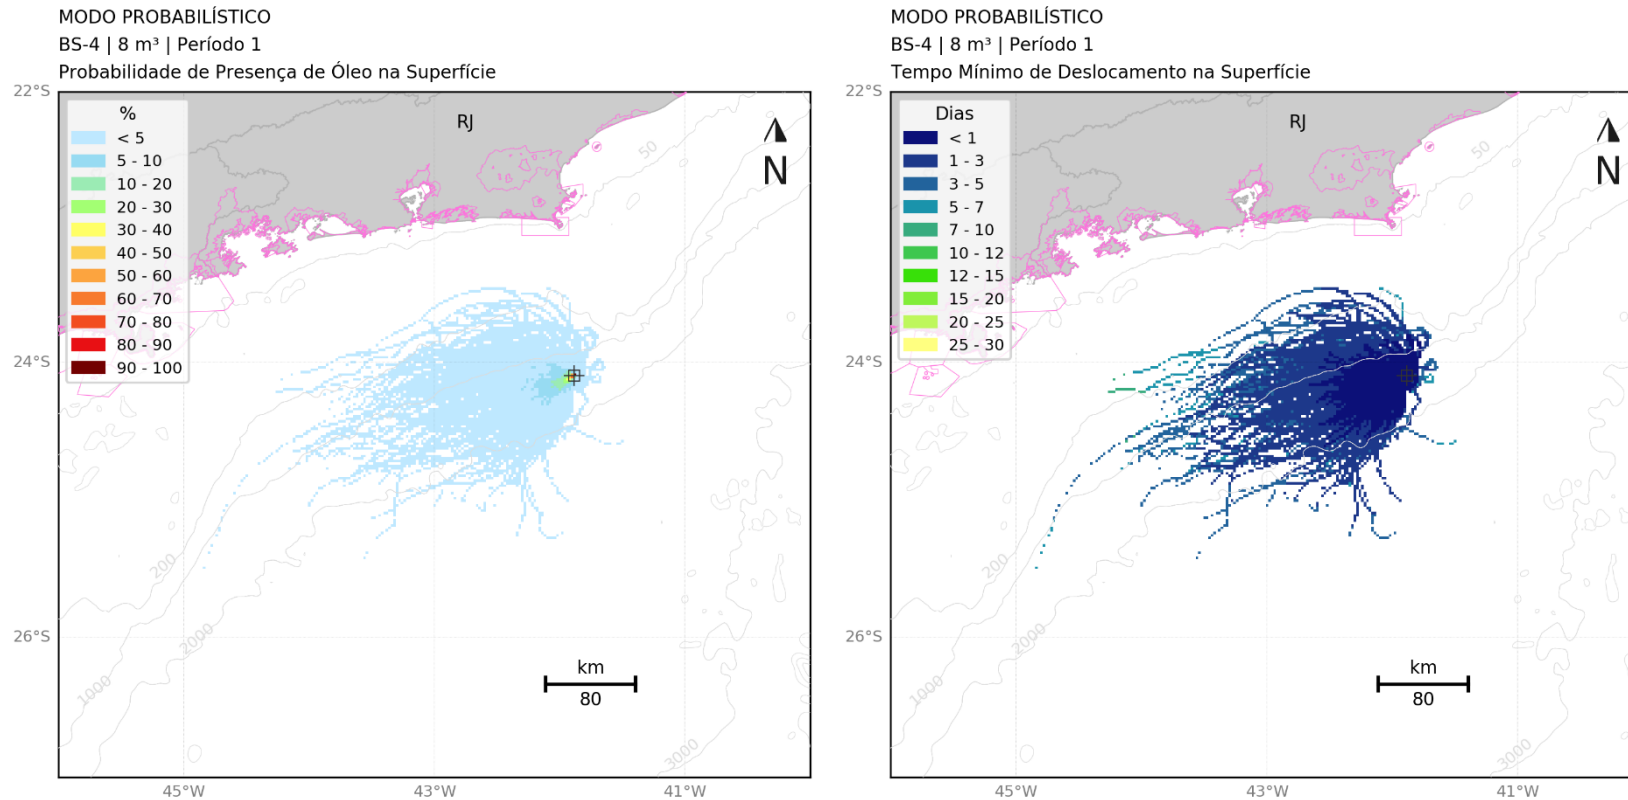 MODO PROBABILÍSTICO
BS-4 | 8 m³ | Período 1
Probabilidade de Presença de Óleo na Superfície
22°S
24°S
26°S
%
< 5
5 - 10
10 - 20
20 - 30
30 - 40
40 - 50
50 - 60
60 - 70
70 - 80
80 - 90
90 - 100
RJ
N
50
200
1000
2000
3000
km
80
45°W
43°W
41°W
MODO PROBABILÍSTICO
BS-4 | 8 m³ | Período 1
Tempo Mínimo de Deslocamento na Superfície
22°S
24°S
26°S
Dias
< 1
1 - 3
3 - 5
5 - 7
7 - 10
10 - 12
12 - 15
15 - 20
20 - 25
25 - 30
RJ
N
50
200
1000
2000
3000
km
80
45°W
43°W
41°W